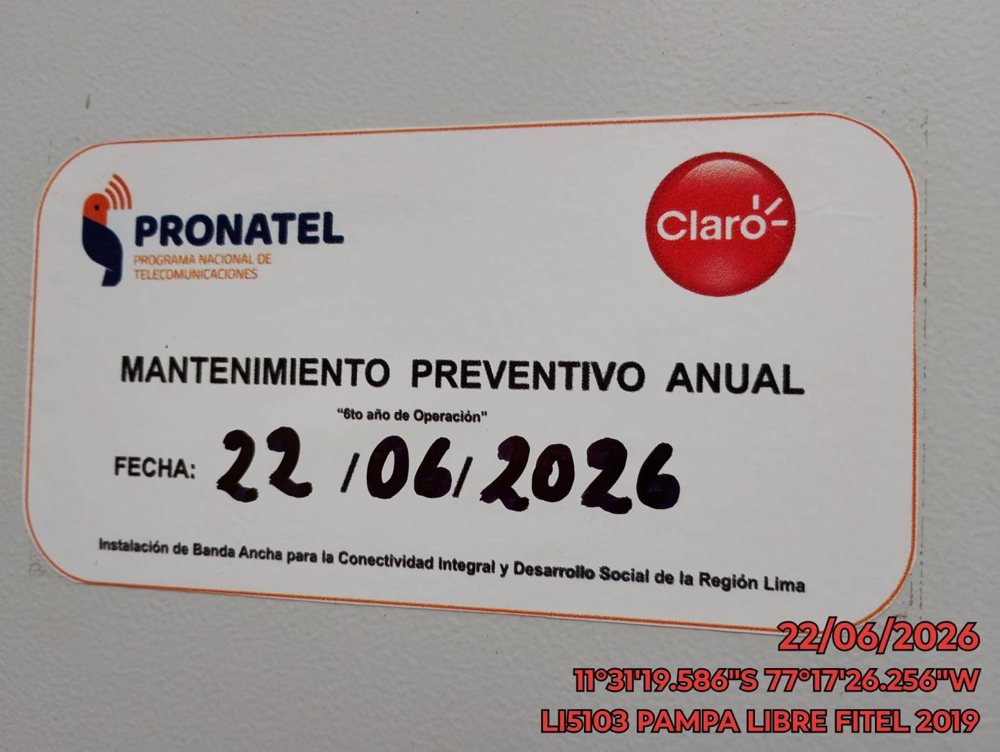 PRONATEL
PROGRAMA NACIONAL DE
TELECOMUNICACIONES
Claro
MANTENIMIENTO PREVENTIVO ANUAL
"6to año de Operación"
FECHA: 22/06/2026
Instalación de Banda Ancha para la Conectividad Integral y Desarrollo Social de la Región Lima
22/06/2026
11°31'19.586"S 77°17'26.256"W
LI5103 PAMPA LIBRE FITEL 2019